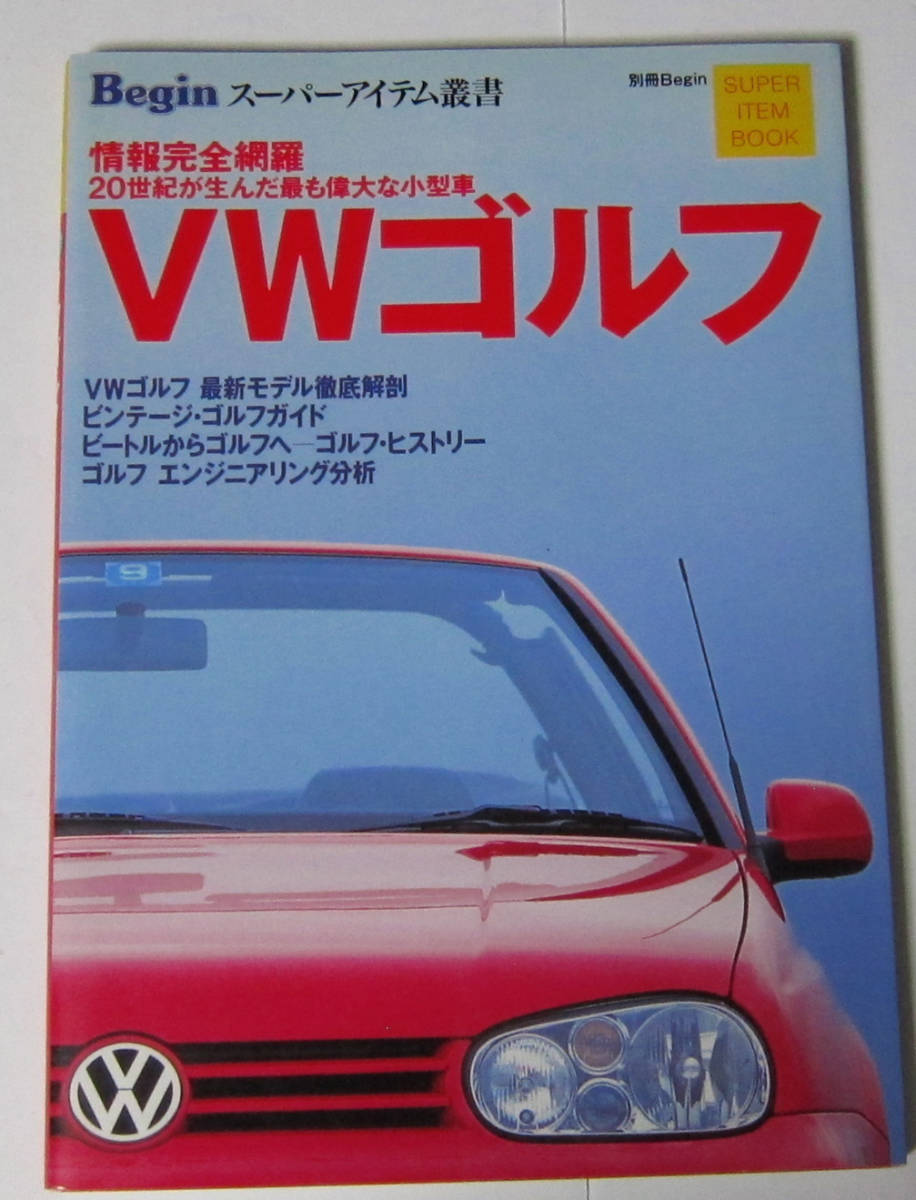 Begin スーパーアイテム叢書
別冊Begin
SUPER
ITEM
BOOK
情報完全網羅
20世紀が生んだ最も偉大な小型車
VWゴルフ
VWゴルフ 最新モデル徹底解剖
ビンテージ・ゴルフガイド
ビートルからゴルフへ─ゴルフ・ヒストリー
ゴルフ エンジニアリング分析
9
VW